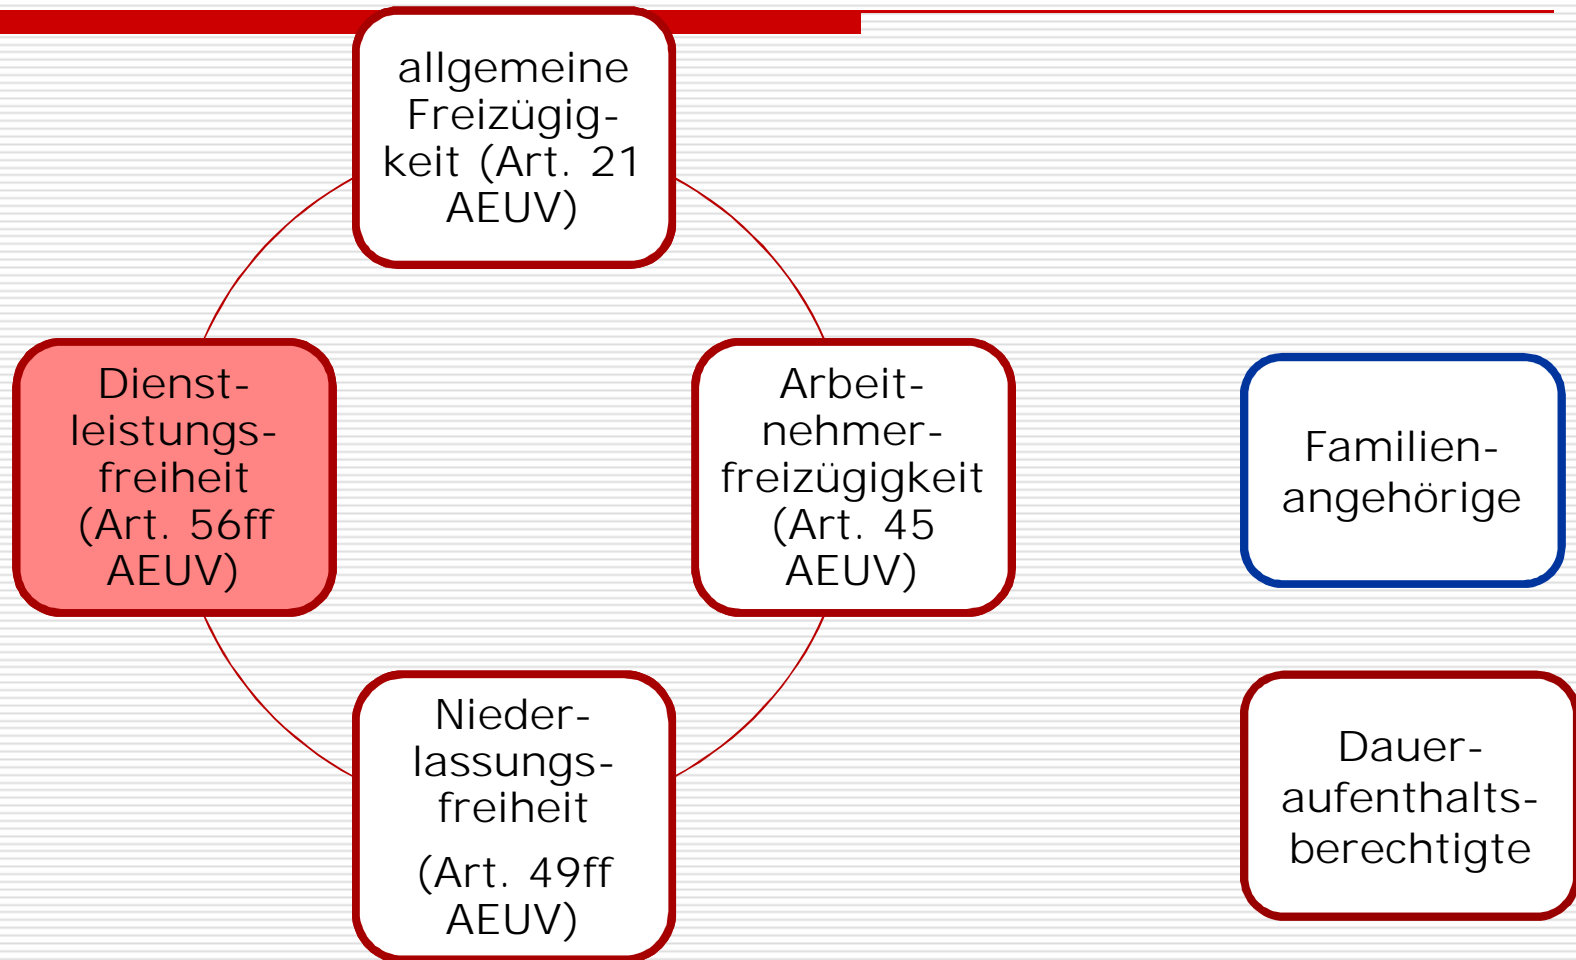 allgemeine
Freizügig-
keit (Art. 21
AEUV)
Dienst-
leistungs-
freiheit
(Art. 56ff
AEUV)
Arbeit-
nehmer-
freizügigkeit
(Art. 45
AEUV)
Familien-
angehörige
Nieder-
lassungs-
freiheit
(Art. 49ff
AEUV)
Dauer-
aufenthalts-
berechtigte